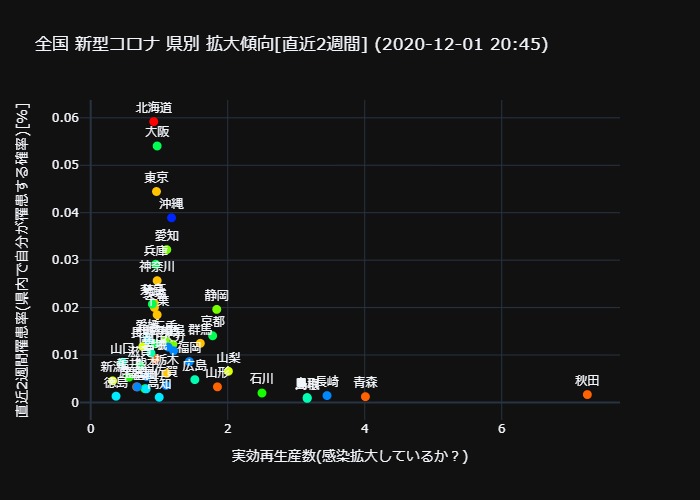 全国 新型コロナ 県別 拡大傾向[直近2週間] (2020-12-01 20:45)
直近2週間罹患率(県内で自分が罹患する確率)[%]
0.06
0.05
0.04
0.03
0.02
0.01
0
北海道
大阪
東京
沖縄
愛知
兵庫
神奈川
静岡
京都
群馬
福岡
広島
山梨
山形
石川
長崎
青森
秋田
山口
栃木
徳島
高知
0
2
4
6
実効再生産数(感染拡大しているか？)